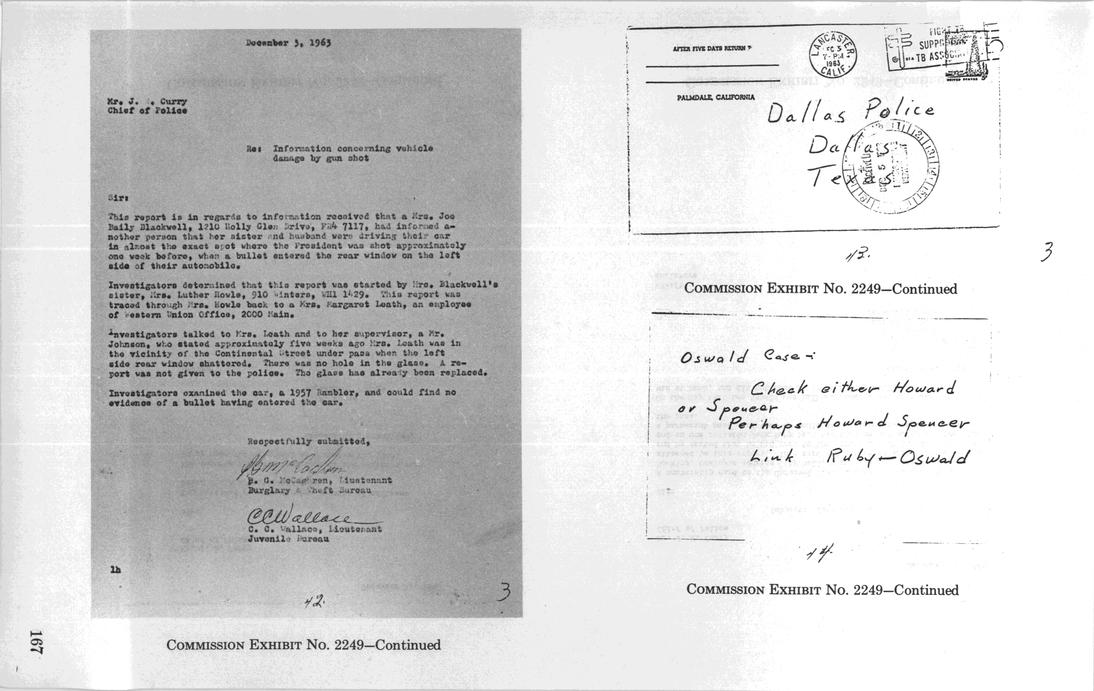 December 3, 1963
Mr. J. Curry
Chief of Police
Re: Information concerning vehicle
damage by gun shot
Sir:
This report is in regards to information received that a Mrs. Joe
Baily Blackwell, 1210 Holly Glen Drive, 7117, had informed a-
nother person that her sister and husband were driving their car
in almost the exact spot where the President was shot approximately
one week before, when a bullet entered the rear window on the left
side of their automobile.
Investigators determined that this report was started by Mrs. Blackwell's
sister, Mrs. Luther Howle, 910 Winters, WH1 1429. This report was
traced through Mrs. Howle back to a Mrs. Margaret Leath, an employee
of Western Union Office, 2000 Main.
Investigators talked to Mrs. Leath and to her supervisor, a Mr.
Johnson, who stated approximately five weeks ago Mrs. Leath was in
the vicinity of the Continental Street under pass when the left
side rear window shattered. There was no hole in the glass. A re-
port was not given to the police. The glass has already been replaced.
Investigators examined the car, a 1957 Rambler, and could find no
evidence of a bullet having entered the car.
Respectfully submitted,
B. G. McCaghren, Lieutenant
Burglary & Theft Bureau
CCWallace
C. C. Wallace, Lieutenant
Juvenile Bureau
lh
42. 3
COMMISSION EXHIBIT No. 2249—Continued
167
AFTER FIVE DAYS RETURN
PALMDALE, CALIFORNIA
LANCASTER
3
1963
CALIF.
FIGHT TB
SUPPORT
TB ASSOC
Dallas Police
Dallas
Texas
43. 3
COMMISSION EXHIBIT No. 2249—Continued
Oswald Case—
Check either Howard
or Spencer
Perhaps Howard Spencer
Link Ruby—Oswald
44.
COMMISSION EXHIBIT No. 2249—Continued